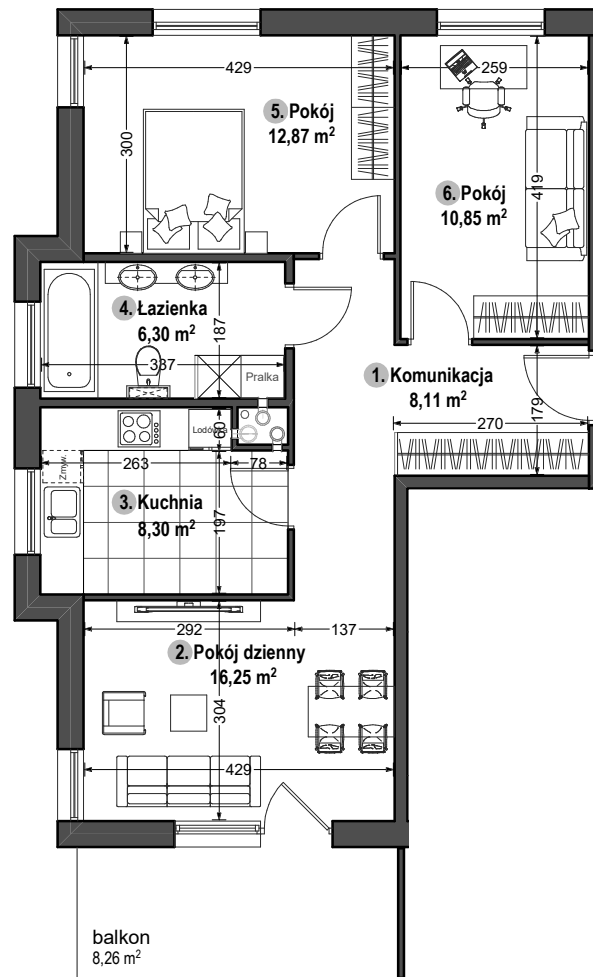 429
259
5. Pokój
12,87 m²
300
419
6. Pokój
10,85 m²
4. Łazienka
6,30 m²
187
337
Pralka
1. Komunikacja
8,11 m²
179
270
60
Lodówka
Zmyw.
263
78
3. Kuchnia
8,30 m²
197
292
137
2. Pokój dzienny
16,25 m²
304
429
balkon
8,26 m²